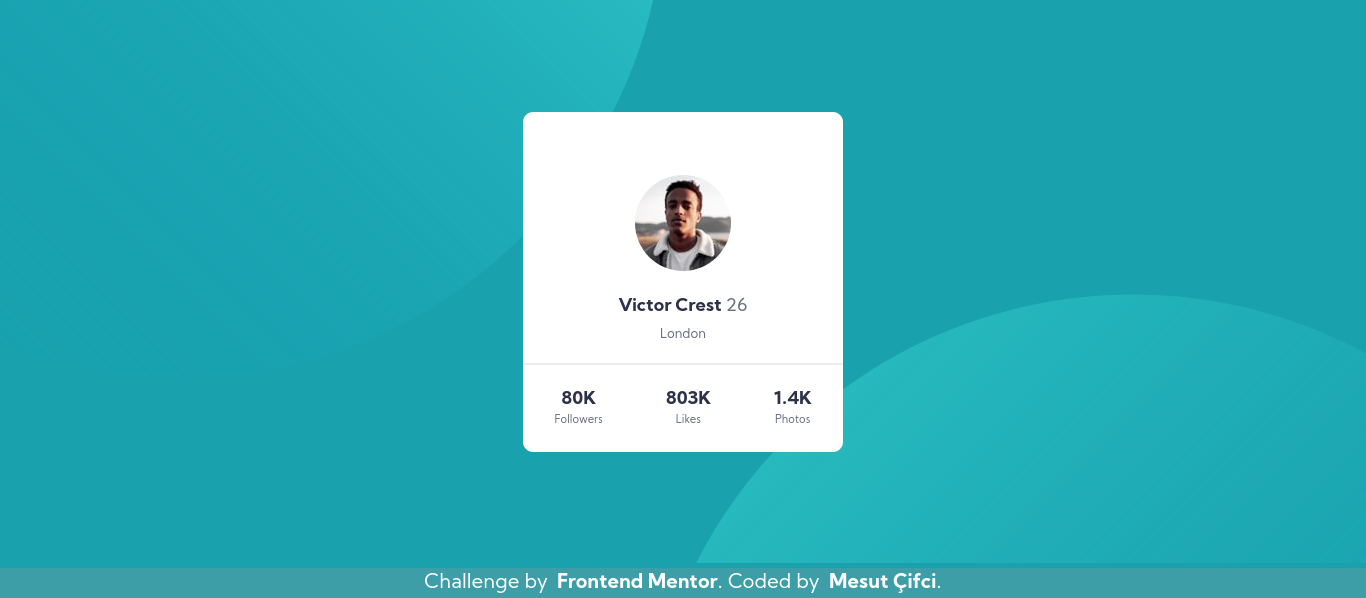 Victor Crest 26
London
80K 803K 1.4K
Followers Likes Photos
Challenge by Frontend Mentor. Coded by Mesut Çifci.